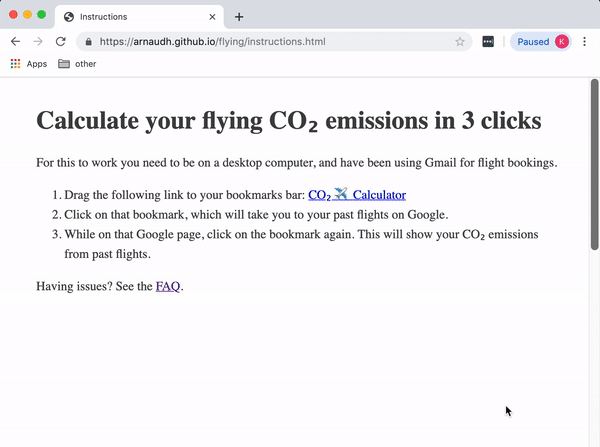 Instructions
https://arnaudh.github.io/flying/instructions.html
Paused K
Apps other
Calculate your flying CO₂ emissions in 3 clicks
For this to work you need to be on a desktop computer, and have been using Gmail for flight bookings.
1. Drag the following link to your bookmarks bar: CO₂ ✈️ Calculator
2. Click on that bookmark, which will take you to your past flights on Google.
3. While on that Google page, click on the bookmark again. This will show your CO₂ emissions
from past flights.
Having issues? See the FAQ.